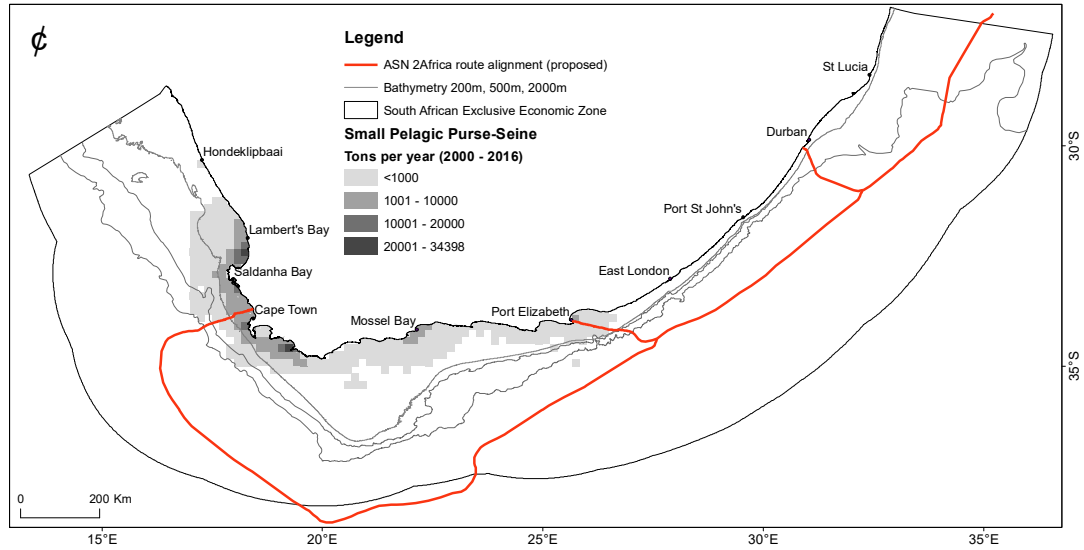 ¢
Legend
ASN 2Africa route alignment (proposed)
Bathymetry 200m, 500m, 2000m
South African Exclusive Economic Zone
Small Pelagic Purse-Seine
Tons per year (2000 - 2016)
<1000
1001 - 10000
10001 - 20000
20001 - 34398
St Lucia
Durban
Hondeklipbaai
Port St John's
Lambert's Bay
East London
Saldanha Bay
Cape Town
Mossel Bay
Port Elizabeth
30°S
35°S
0
200 Km
15°E
20°E
25°E
30°E
35°E